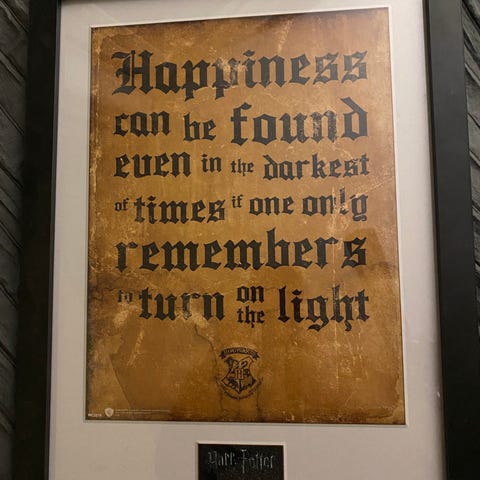 Happiness
can be found
even in the darkest
of times if one only
remembers
to turn on the light
Harry Potter